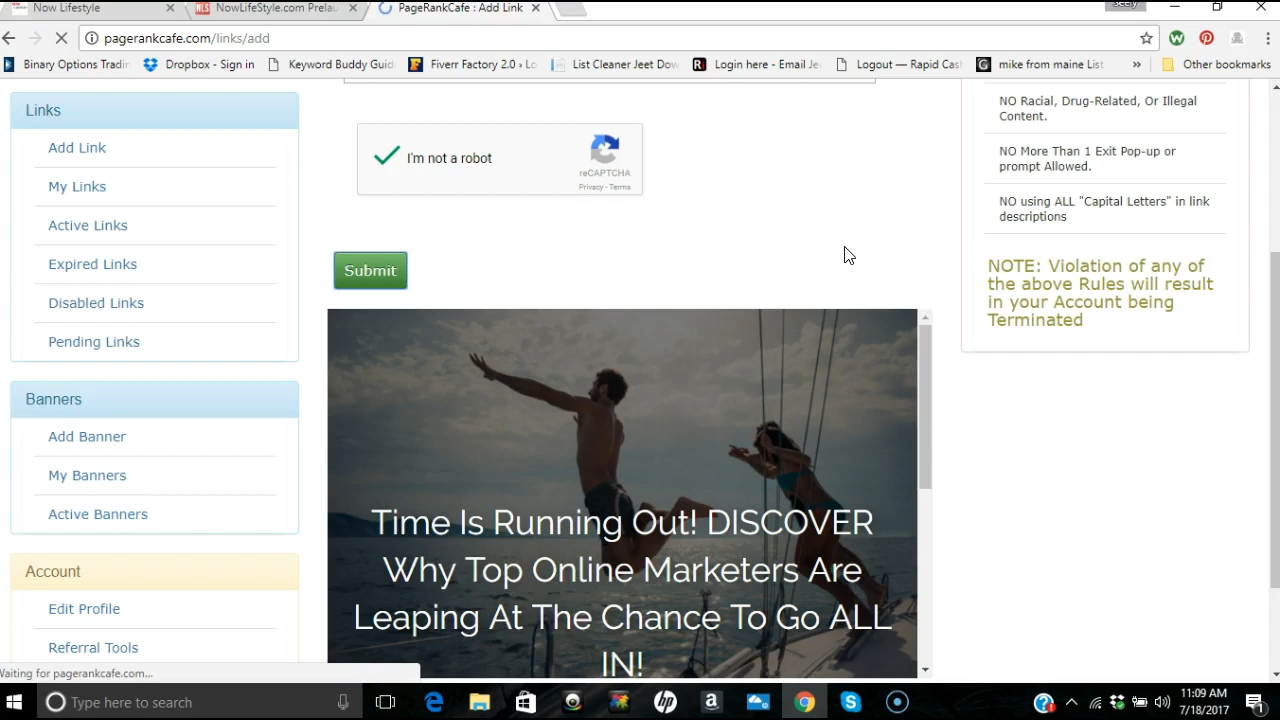 Now Lifestyle
NowLifeStyle.com Prelau
PageRankCafe : Add Link
Seely
pagerankcafe.com/links/add
Binary Options Tradin
Dropbox - Sign in
Keyword Buddy Guid
Fiverr Factory 2.0 › Lo
List Cleaner Jeet Dow
Login here - Email Je
Logout — Rapid Cas
mike from maine List
»
Other bookmarks
Links
Add Link
My Links
Active Links
Expired Links
Disabled Links
Pending Links
Banners
Add Banner
My Banners
Active Banners
Account
Edit Profile
Referral Tools
Waiting for pagerankcafe.com...
I'm not a robot
reCAPTCHA
Privacy - Terms
Submit
Time Is Running Out! DISCOVER
Why Top Online Marketers Are
Leaping At The Chance To Go ALL
IN!
NO Racial, Drug-Related, Or Illegal
Content.
NO More Than 1 Exit Pop-up or
prompt Allowed.
NO using ALL "Capital Letters" in link
descriptions
NOTE: Violation of any of
the above Rules will result
in your Account being
Terminated
Type here to search
11:09 AM
7/18/2017